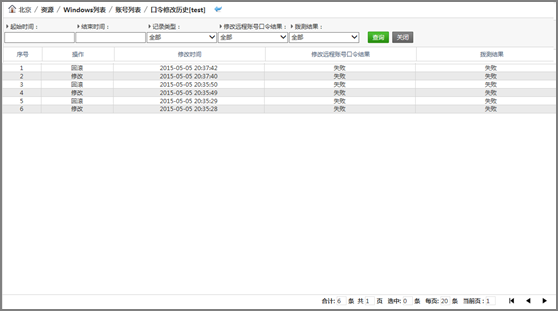 北京 / 资源 / Windows列表 / 账号列表 / 口令修改历史[test]
起始时间： 结束时间： 记录类型： 修改远程账号口令结果： 拨测结果：
全部 全部 全部 查询 关闭
序号 操作 修改时间 修改远程账号口令结果 拨测结果
1 回滚 2015-05-05 20:37:42 失败 失败
2 修改 2015-05-05 20:37:40 失败 失败
3 回滚 2015-05-05 20:35:50 失败 失败
4 修改 2015-05-05 20:35:49 失败 失败
5 回滚 2015-05-05 20:35:29 失败 失败
6 修改 2015-05-05 20:35:28 失败 失败
合计: 6 条 共 1 页 选中: 0 条 每页: 20 条 当前页 : 1